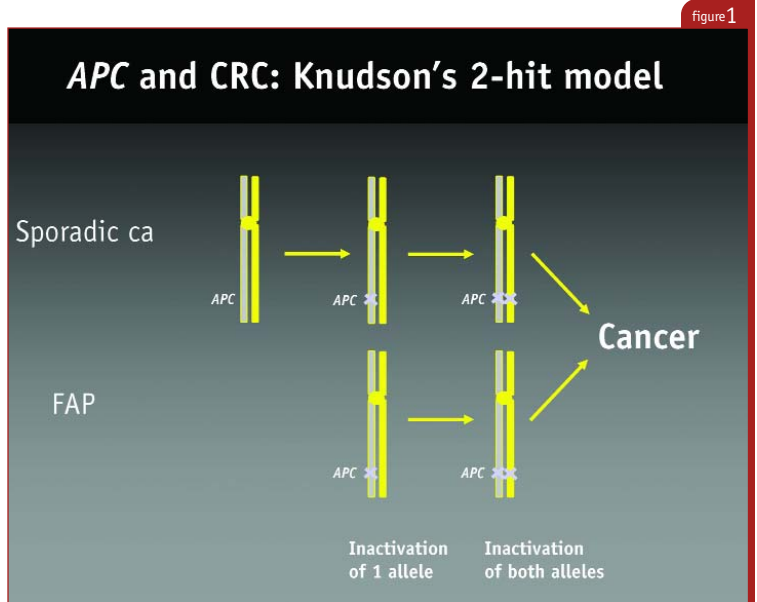 figure1
APC and CRC: Knudson's 2-hit model
Sporadic ca
APC
APC
APC
Cancer
FAP
APC
APC
Inactivation
of 1 allele
Inactivation
of both alleles